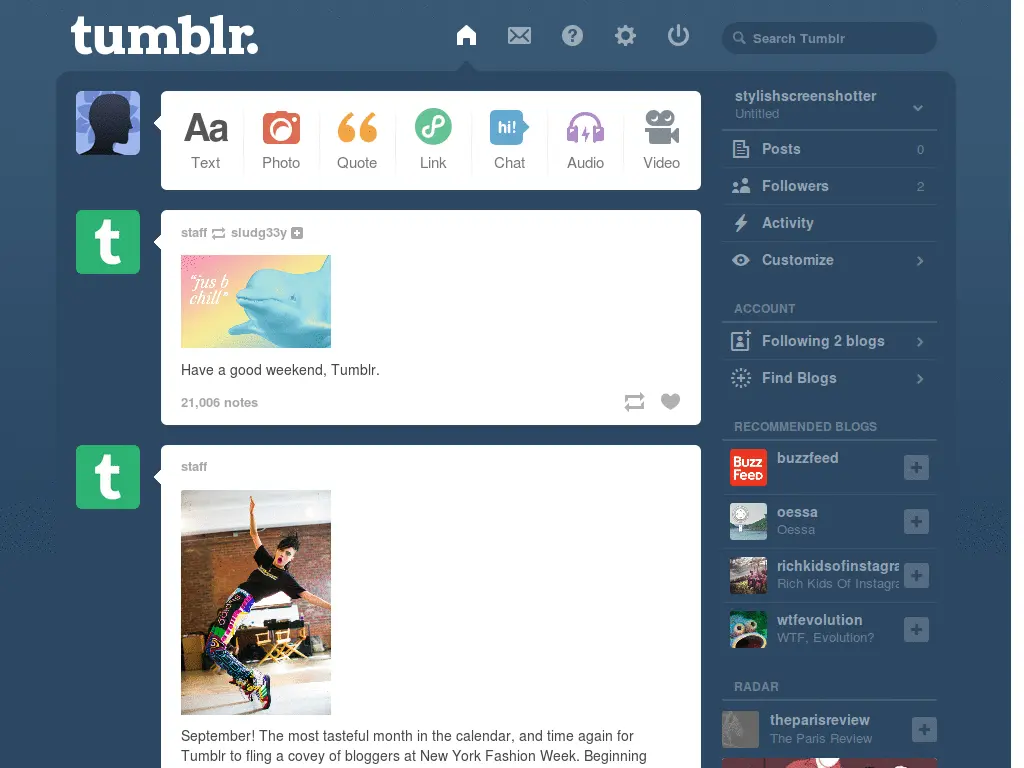 tumblr.
Search Tumblr
Aa
Text
Photo
Quote
Link
hi!
Chat
Audio
Video
t
staff sludg33y
"jus b
chill"
Have a good weekend, Tumblr.
21,006 notes
t
staff
adidas
September! The most tasteful month in the calendar, and time again for
Tumblr to fling a covey of bloggers at New York Fashion Week. Beginning
stylishscreenshotter
Untitled
Posts 0
Followers 2
Activity
Customize
ACCOUNT
Following 2 blogs
Find Blogs
RECOMMENDED BLOGS
Buzz
FeeD
buzzfeed
oessa
Oessa
richkidsofinstagra
Rich Kids Of Instagra
wtfevolution
WTF, Evolution?
RADAR
theparisreview
The Paris Review